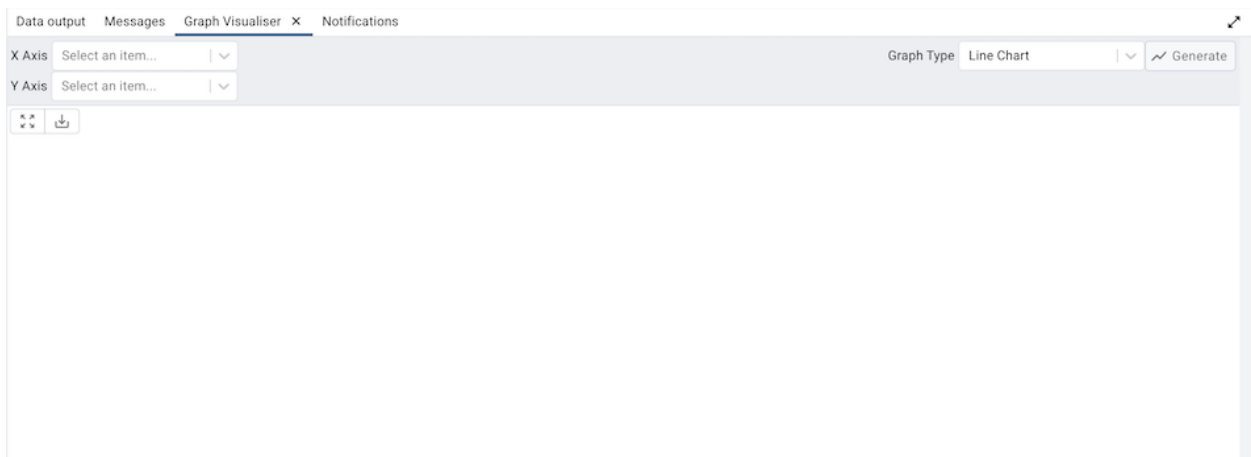 Data output Messages Graph Visualiser Notifications
X Axis Select an item... Graph Type Line Chart Generate
Y Axis Select an item...